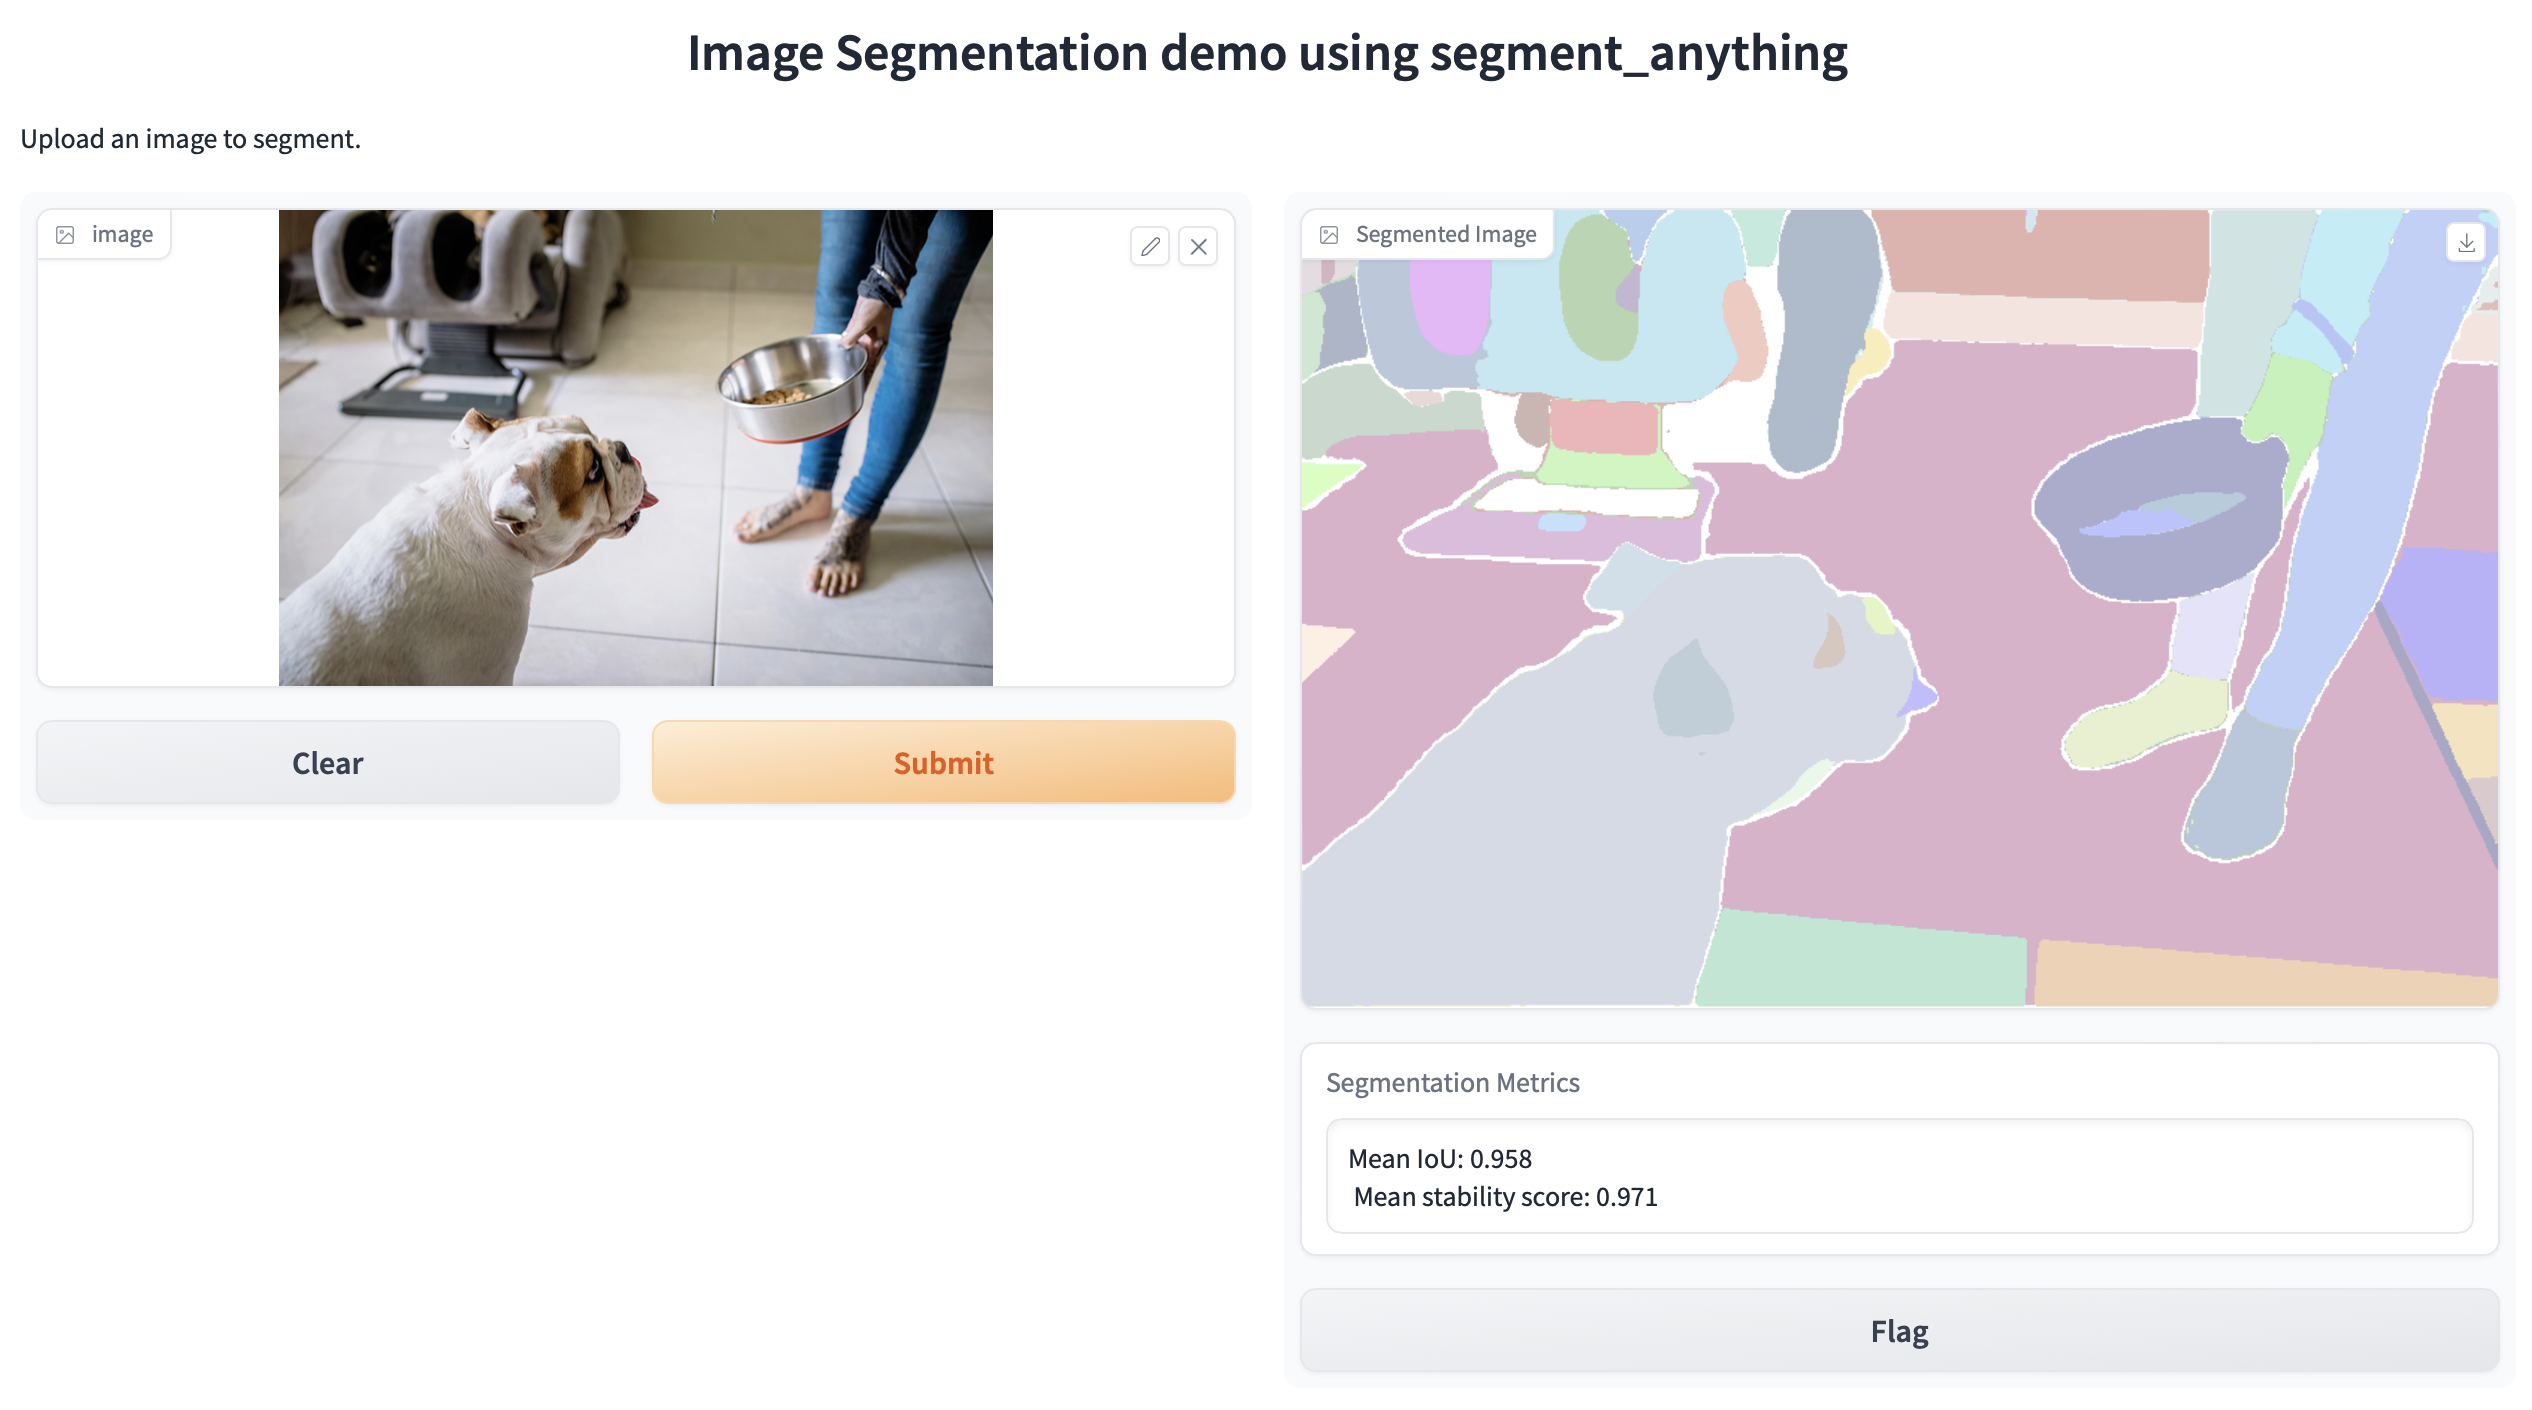 Image Segmentation demo using segment_anything
Upload an image to segment.
image
Clear
Submit
Segmented Image
Segmentation Metrics
Mean IoU: 0.958
Mean stability score: 0.971
Flag